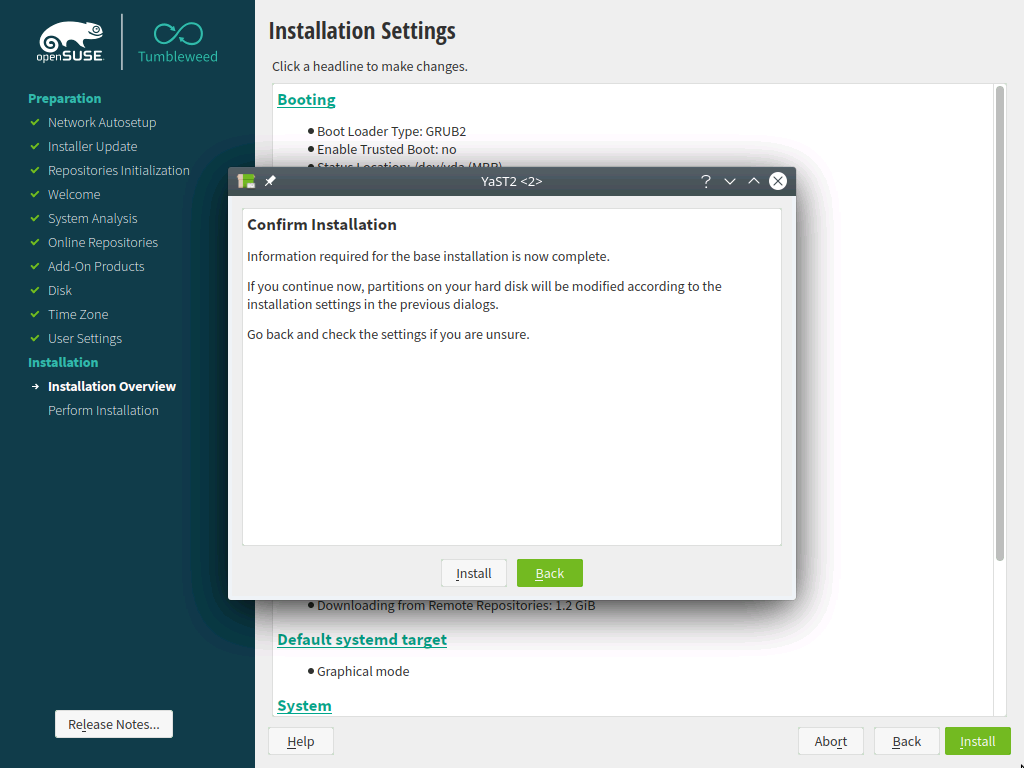 openSUSE
Tumbleweed
Preparation
Network Autosetup
Installer Update
Repositories Initialization
Welcome
System Analysis
Online Repositories
Add-On Products
Disk
Time Zone
User Settings
Installation
Installation Overview
Perform Installation
Release Notes...
Installation Settings
Click a headline to make changes.
Booting
Boot Loader Type: GRUB2
Enable Trusted Boot: no
Status Location: /dev/vda (MBR)
YaST2 <2>
Confirm Installation
Information required for the base installation is now complete.
If you continue now, partitions on your hard disk will be modified according to the
installation settings in the previous dialogs.
Go back and check the settings if you are unsure.
Install Back
Downloading from Remote Repositories: 1.2 GiB
Default systemd target
Graphical mode
System
Help Abort Back Install